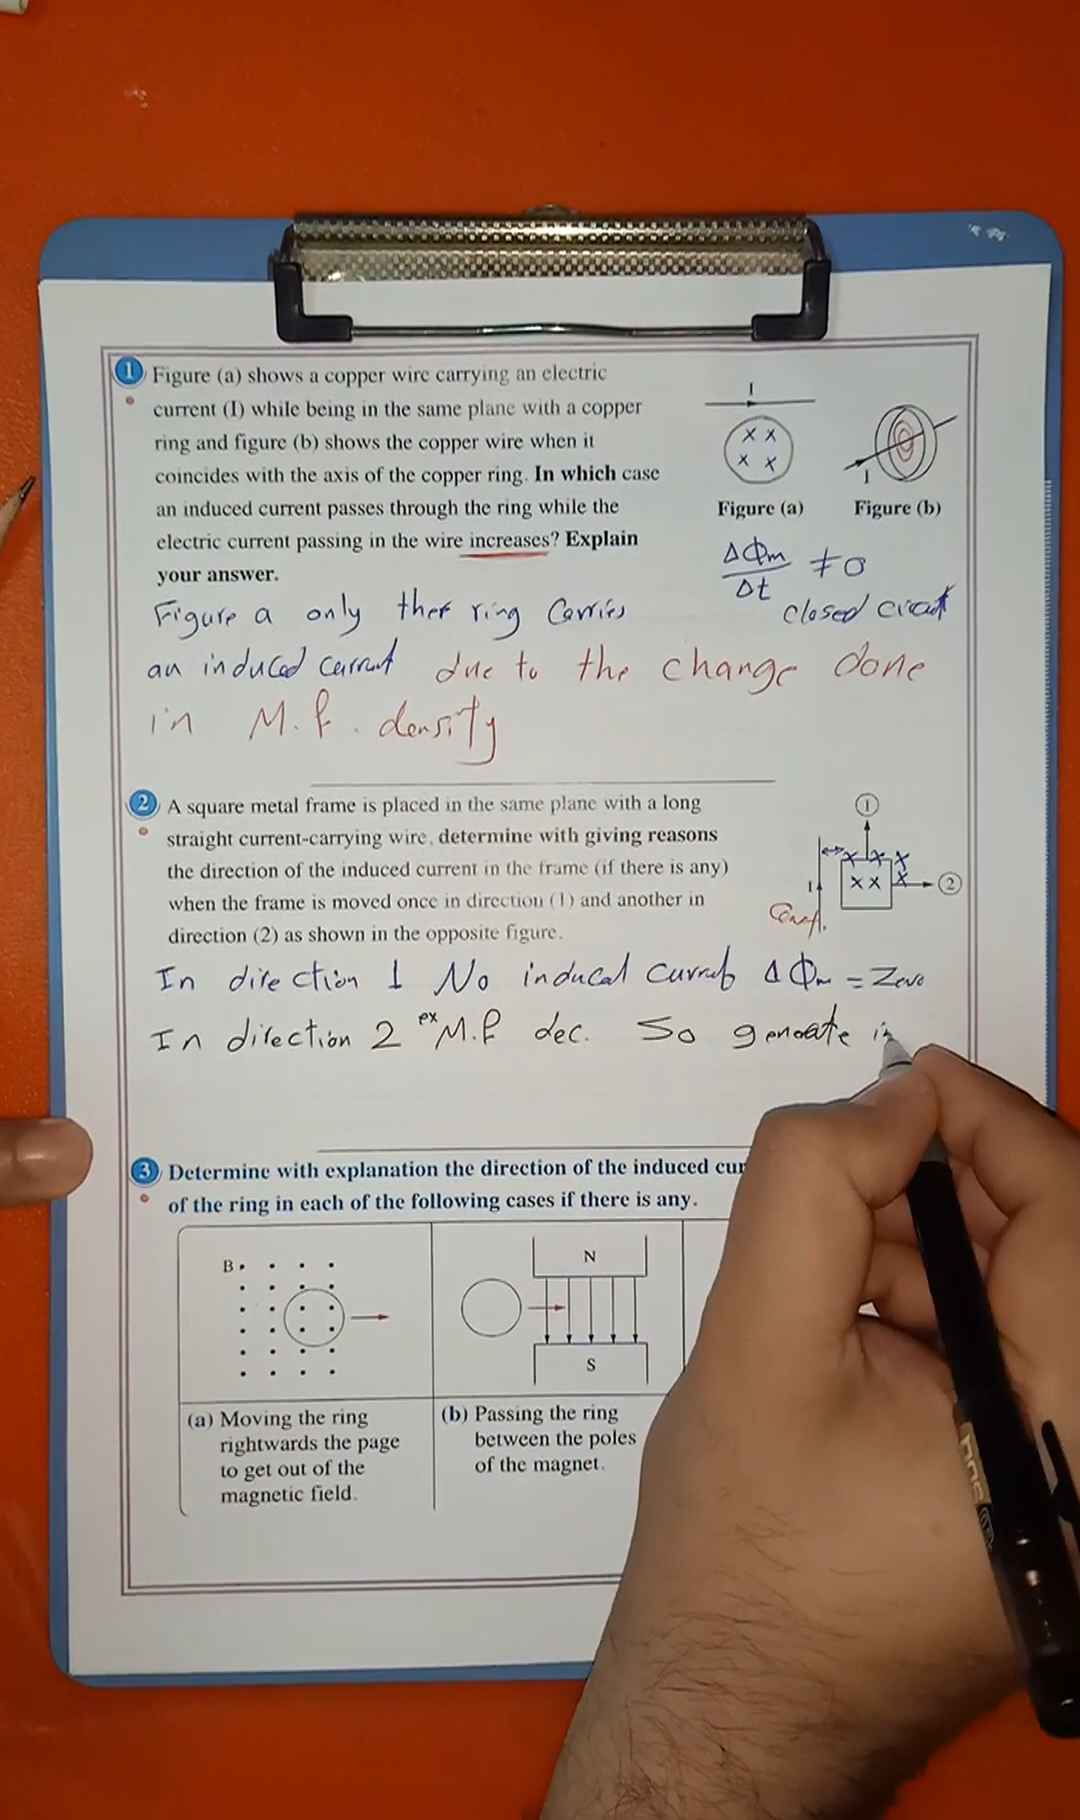 1 Figure (a) shows a copper wire carrying an electric
current (I) while being in the same plane with a copper
ring and figure (b) shows the copper wire when it
coincides with the axis of the copper ring. In which case
an induced current passes through the ring while the
electric current passing in the wire increases? Explain
your answer.
I
x x
x x
Figure (a)
I
Figure (b)
ΔΦm/Δt ≠ 0
closed
Figure a only ring Carries
an induced due to the change done
in M.f. density
2 A square metal frame is placed in the same plane with a long
straight current-carrying wire, determine with giving reasons
the direction of the induced current in the frame (if there is any)
when the frame is moved once in direction (1) and another in
direction (2) as shown in the opposite figure.
1
x x x
I x x x 2
In direction 1 No ΔΦm = Zero
In direction 2 ex M.f dec. So in
3 Determine with explanation the direction of the induced cur
of the ring in each of the following cases if there is any.
B
N
S
(a) Moving the ring
rightwards the page
to get out of the
magnetic field.
(b) Passing the ring
between the poles
of the magnet.